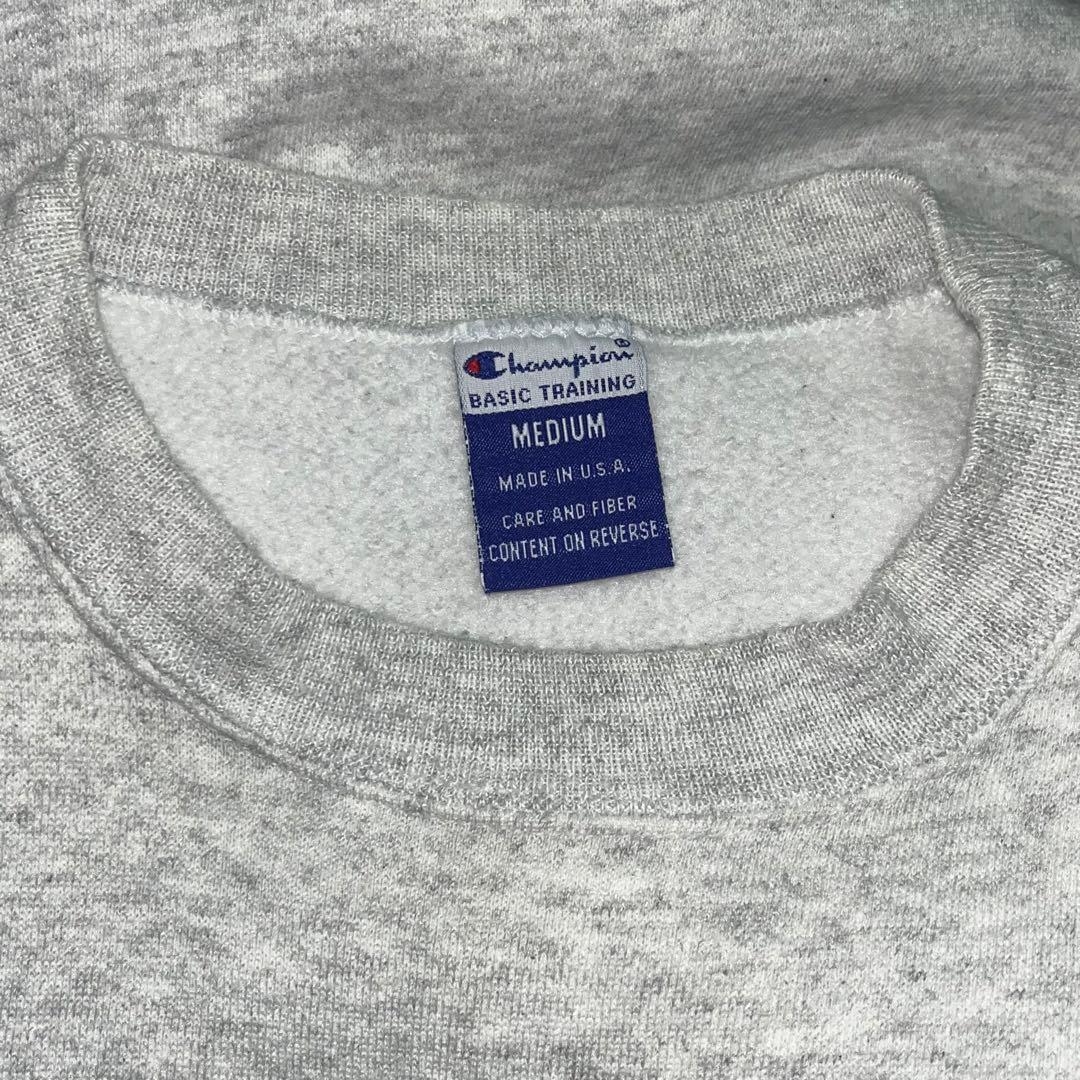 Champion®
BASIC TRAINING
MEDIUM
MADE IN U.S.A.
CARE AND FIBER
CONTENT ON REVERSE